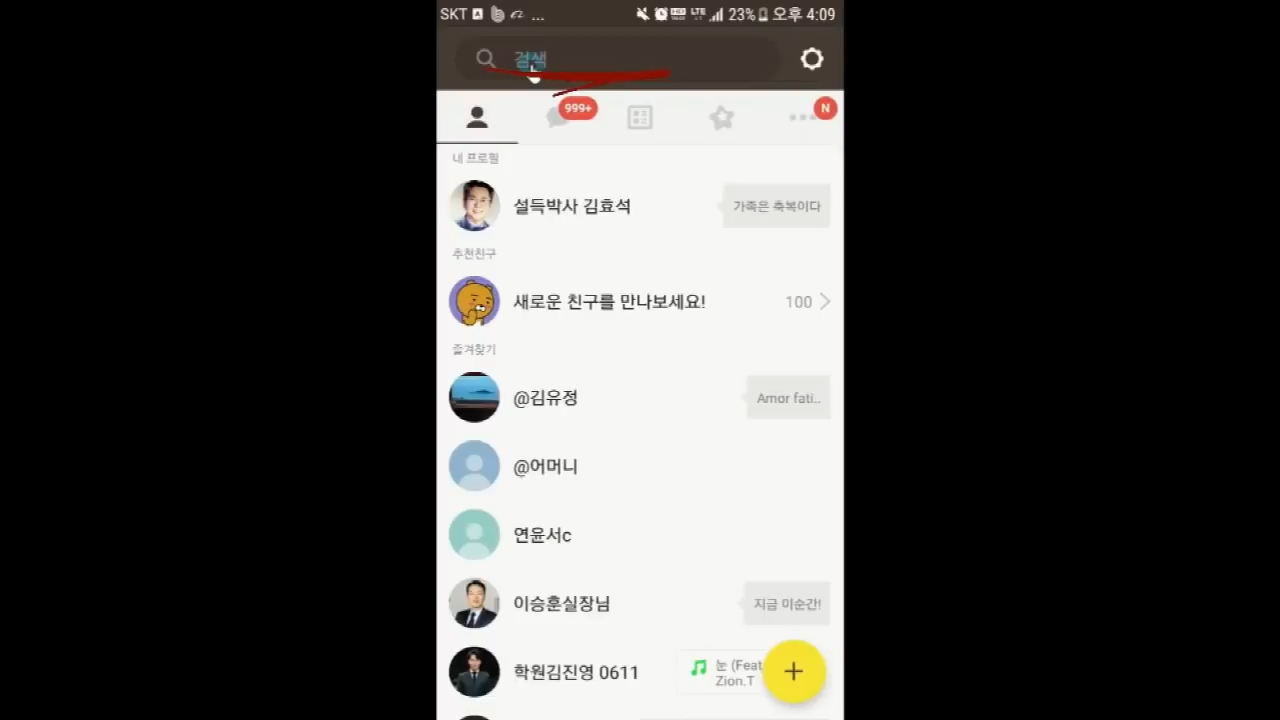 SKT ... 23% 오후 4:09
검색
999+
N
내 프로필
설득박사 김효석
가족은 축복이다
추천친구
새로운 친구를 만나보세요!
100
즐겨찾기
@김유정
Amor fati..
@어머니
연윤서c
이승훈실장님
지금 이순간!
학원김진영 0611
눈 (Feat
Zion.T